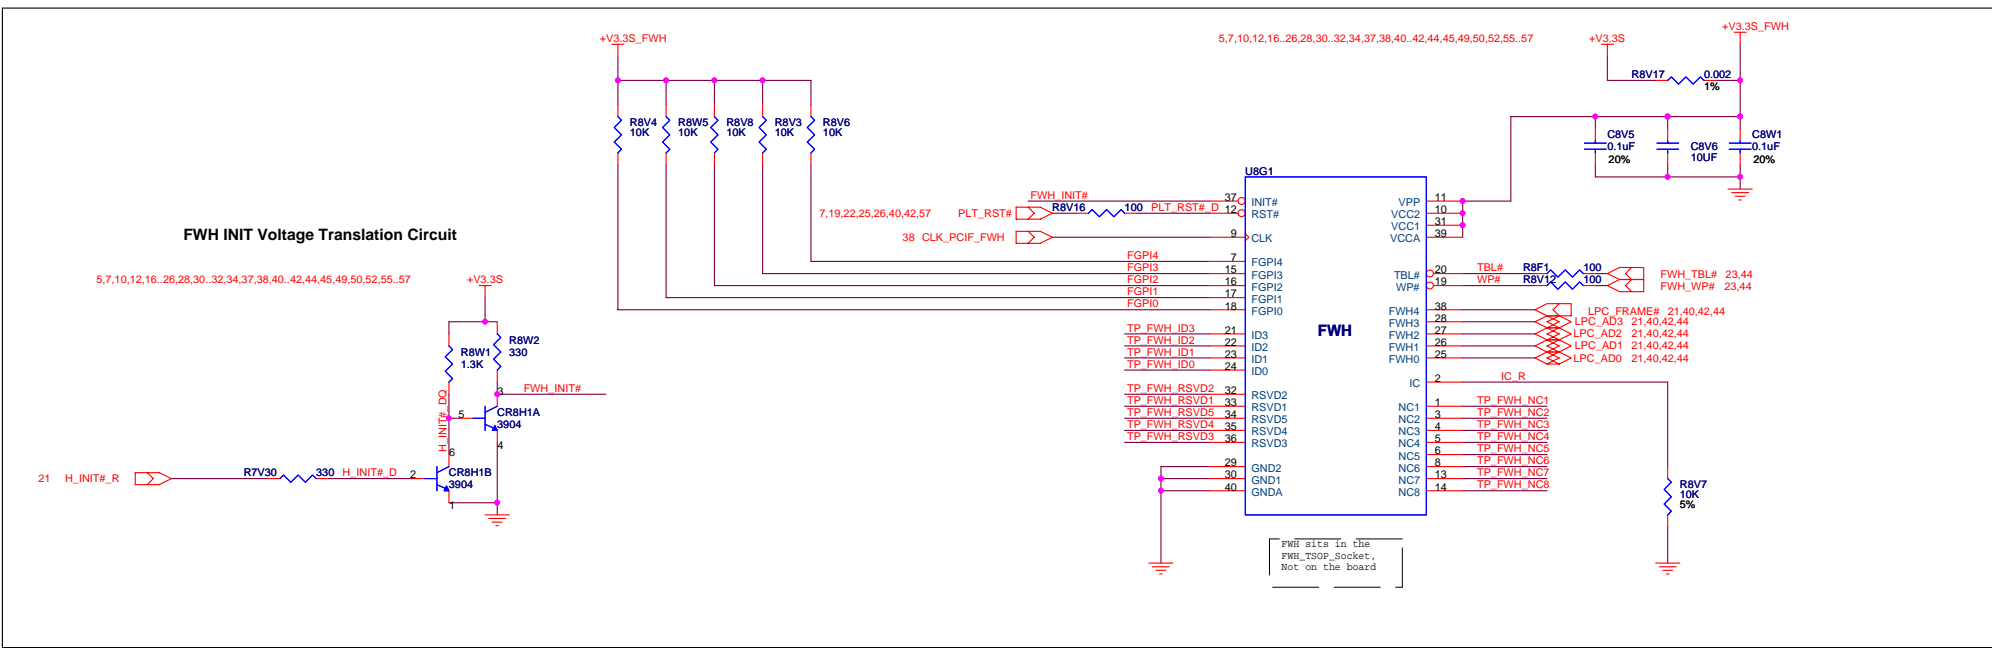 +V3.3S_FWH
5,7,10,12,16..26,28,30..32,34,37,38,40..42,44,45,49,50,52,55..57
+V3.3S
+V3.3S_FWH
R8V17
0.002
1%
R8V4
10K
R8W5
10K
R8V8
10K
R8V3
10K
R8V6
10K
C8V5
0.1uF
20%
C8V6
10UF
C8W1
0.1uF
20%
U8G1
FWH_INIT#
37
INIT#
7,19,22,25,26,40,42,57
PLT_RST#
R8V16
100
PLT_RST#_D
12
RST#
38
CLK_PCIF_FWH
9
CLK
FGPI4
7
FGPI4
FGPI3
15
FGPI3
FGPI2
16
FGPI2
FGPI1
17
FGPI1
FGPI0
18
FGPI0
TP_FWH_ID3
21
ID3
TP_FWH_ID2
22
ID2
TP_FWH_ID1
23
ID1
TP_FWH_ID0
24
ID0
TP_FWH_RSVD2
32
RSVD2
TP_FWH_RSVD1
33
RSVD1
TP_FWH_RSVD5
34
RSVD5
TP_FWH_RSVD4
35
RSVD4
TP_FWH_RSVD3
36
RSVD3
29
GND2
30
GND1
40
GNDA
FWH
VPP
11
VCC2
10
VCC1
31
VCCA
39
TBL#
20
TBL#
R8F1
100
FWH_TBL# 23,44
WP#
19
WP#
R8V12
100
FWH_WP# 23,44
FWH4
38
LPC_FRAME# 21,40,42,44
FWH3
28
LPC_AD3 21,40,42,44
FWH2
27
LPC_AD2 21,40,42,44
FWH1
26
LPC_AD1 21,40,42,44
FWH0
25
LPC_AD0 21,40,42,44
IC
2
IC_R
NC1
1
TP_FWH_NC1
NC2
3
TP_FWH_NC2
NC3
4
TP_FWH_NC3
NC4
5
TP_FWH_NC4
NC5
6
TP_FWH_NC5
NC6
8
TP_FWH_NC6
NC7
13
TP_FWH_NC7
NC8
14
TP_FWH_NC8
R8V7
10K
5%
FWH sits in the
FWH_TSOP_Socket,
Not on the board
FWH INIT Voltage Translation Circuit
5,7,10,12,16..26,28,30..32,34,37,38,40..42,44,45,49,50,52,55..57
+V3.3S
R8W1
1.3K
R8W2
330
3
FWH_INIT#
H_INIT#_DQ
5
CR8H1A
3904
4
6
21
H_INIT#_R
R7V30
330
H_INIT#_D
2
CR8H1B
3904
1